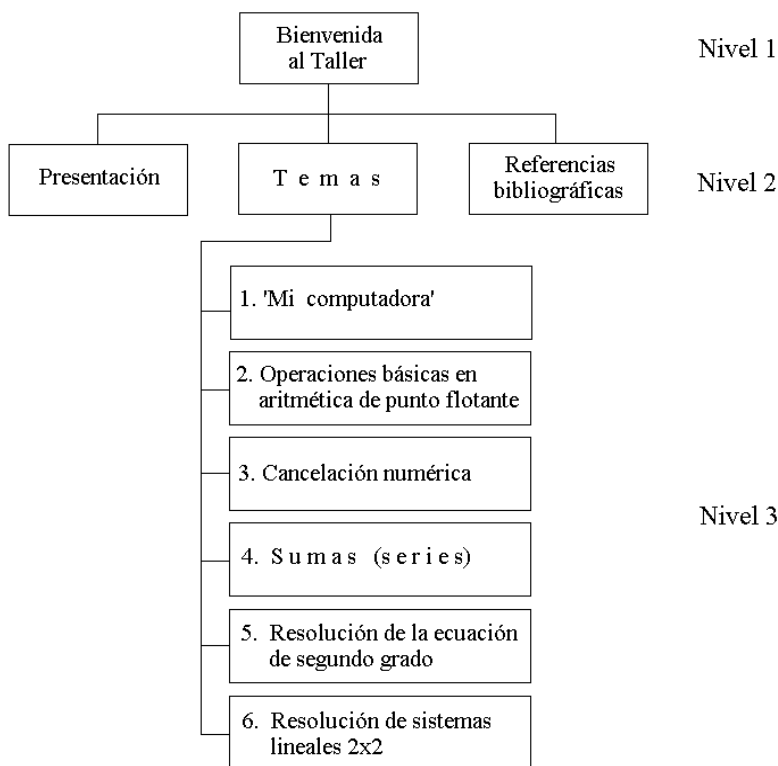 Bienvenida
al Taller
Nivel 1
Presentación
T e m a s
Referencias
bibliográficas
Nivel 2
1. 'Mi computadora'
2. Operaciones básicas en
aritmética de punto flotante
3. Cancelación numérica
Nivel 3
4. S u m a s (s e r i e s)
5. Resolución de la ecuación
de segundo grado
6. Resolución de sistemas
lineales 2x2